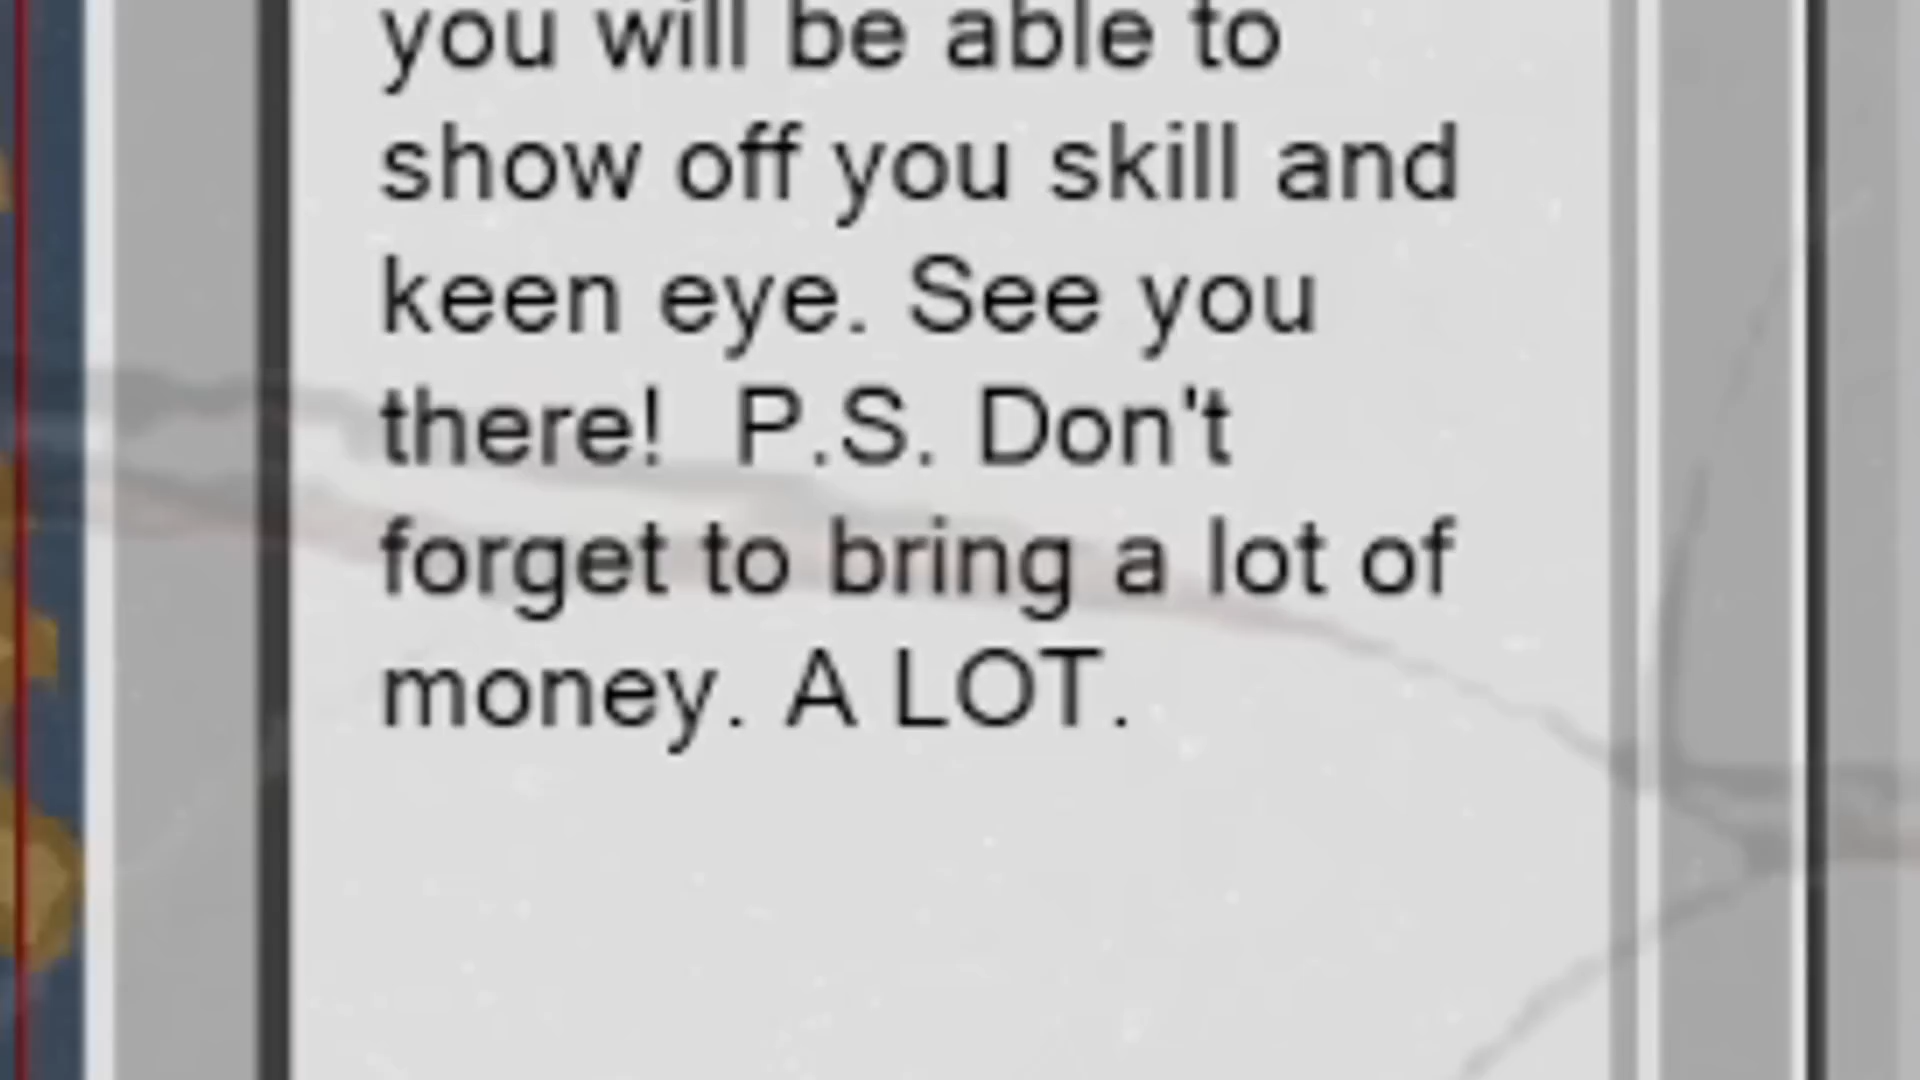 you will be able to
show off you skill and
keen eye. See you
there!  P.S. Don't
forget to bring a lot of
money. A LOT.